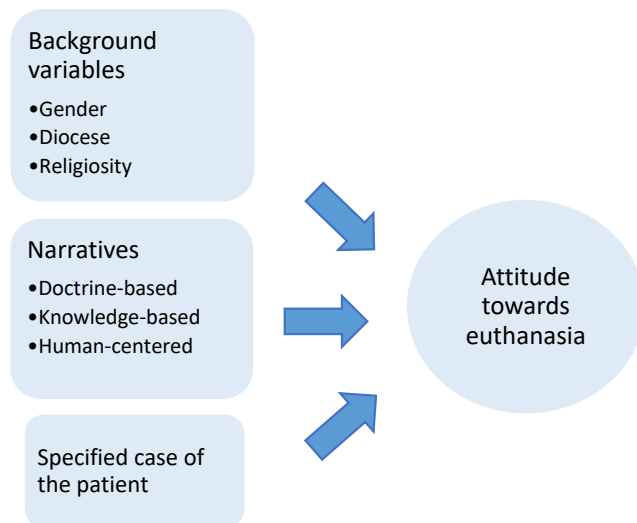 Background
variables
•Gender
•Diocese
•Religiosity
Narratives
•Doctrine-based
•Knowledge-based
•Human-centered
Specified case of
the patient
Attitude
towards
euthanasia